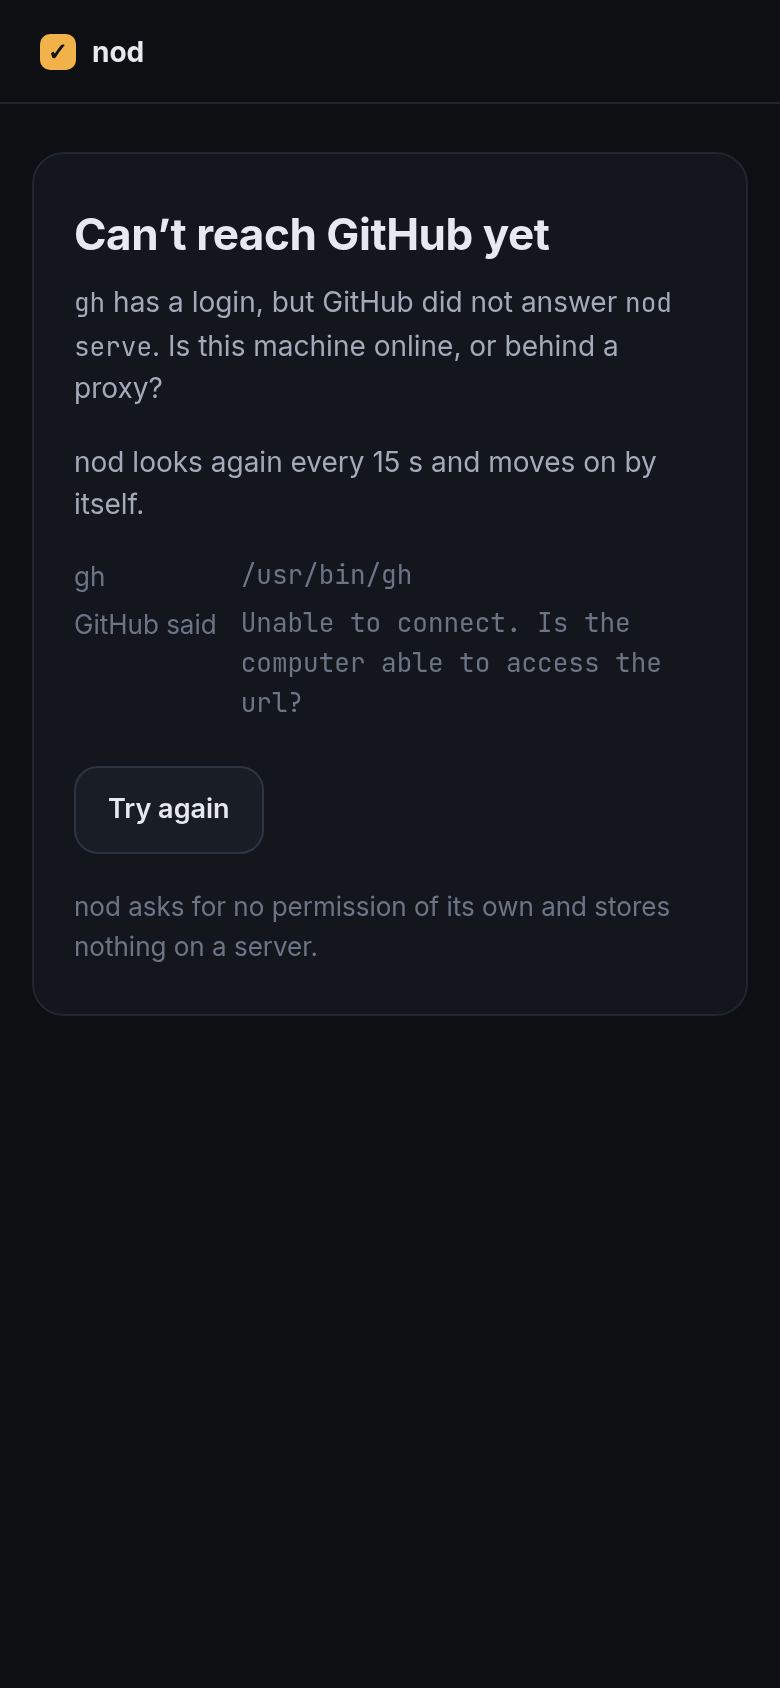 ✓ nod
Can’t reach GitHub yet
gh has a login, but GitHub did not answer nod
serve. Is this machine online, or behind a
proxy?
nod looks again every 15 s and moves on by
itself.
gh /usr/bin/gh
GitHub said Unable to connect. Is the
computer able to access the
url?
Try again
nod asks for no permission of its own and stores
nothing on a server.